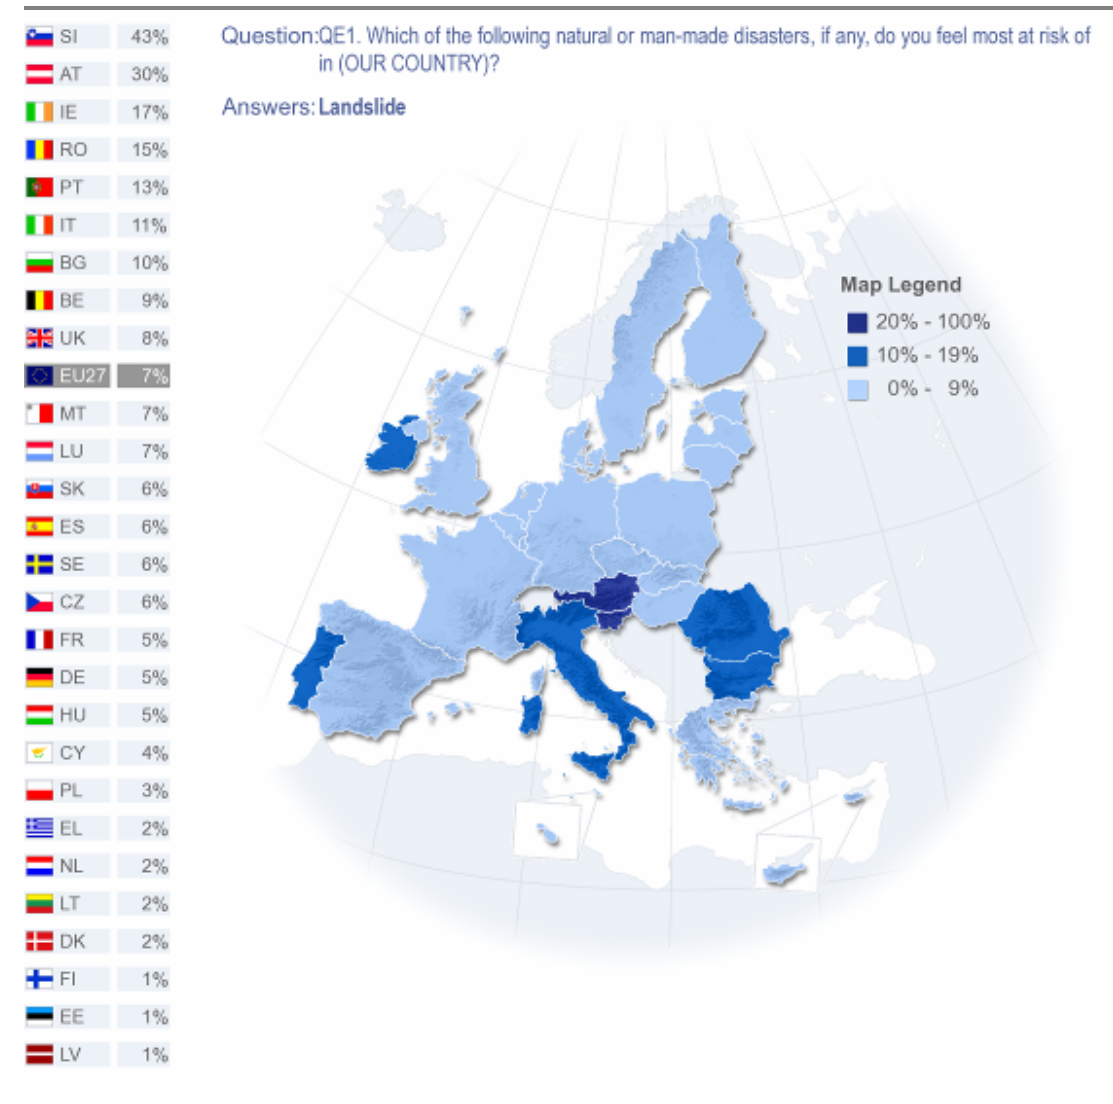 SI 43%
AT 30%
IE 17%
RO 15%
PT 13%
IT 11%
BG 10%
BE 9%
UK 8%
EU27 7%
MT 7%
LU 7%
SK 6%
ES 6%
SE 6%
CZ 6%
FR 5%
DE 5%
HU 5%
CY 4%
PL 3%
EL 2%
NL 2%
LT 2%
DK 2%
FI 1%
EE 1%
LV 1%
Question:QE1. Which of the following natural or man-made disasters, if any, do you feel most at risk of
in (OUR COUNTRY)?
Answers: Landslide
Map Legend
20% - 100%
10% - 19%
0% - 9%